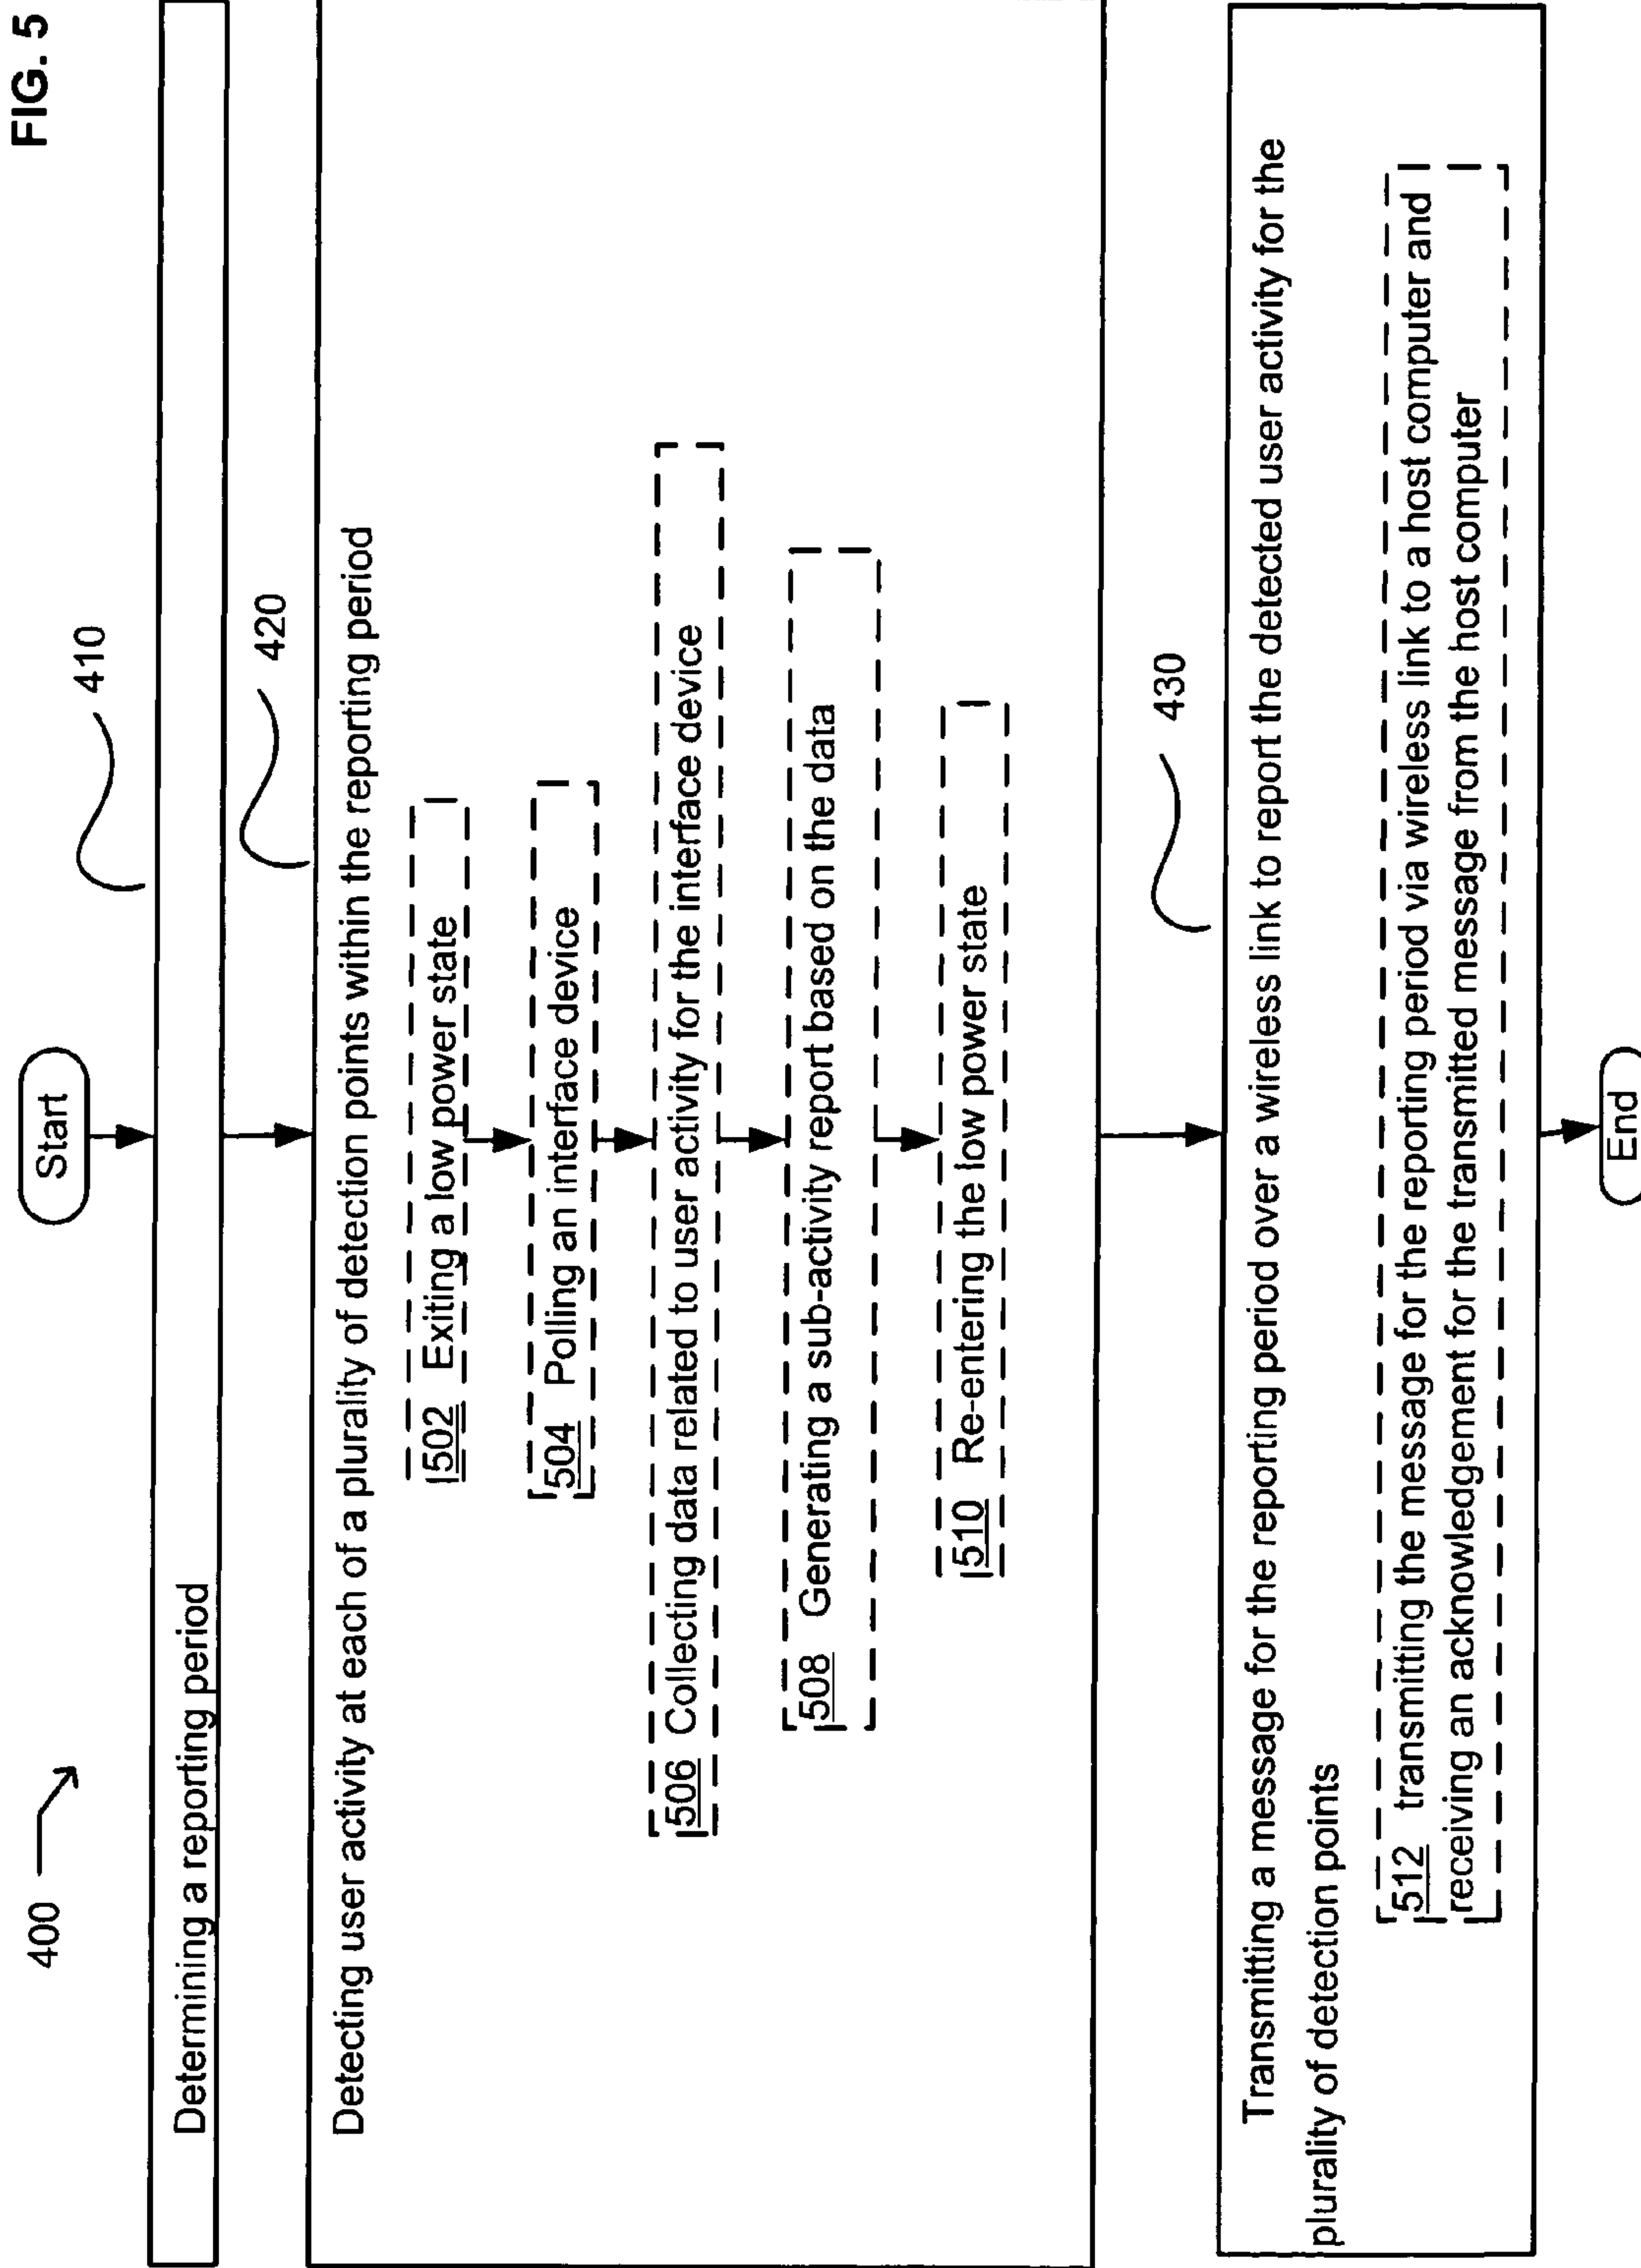 FIG. 5
400
Start
410
Determining a reporting period
420
Detecting user activity at each of a plurality of detection points within the reporting period
502 Exiting a low power state
504 Polling an interface device
506 Collecting data related to user activity for the interface device
508 Generating a sub-activity report based on the data
510 Re-entering the low power state
430
Transmitting a message for the reporting period over a wireless link to report the detected user activity for the
plurality of detection points
512 transmitting the message for the reporting period via wireless link to a host computer and
receiving an acknowledgement for the transmitted message from the host computer
End